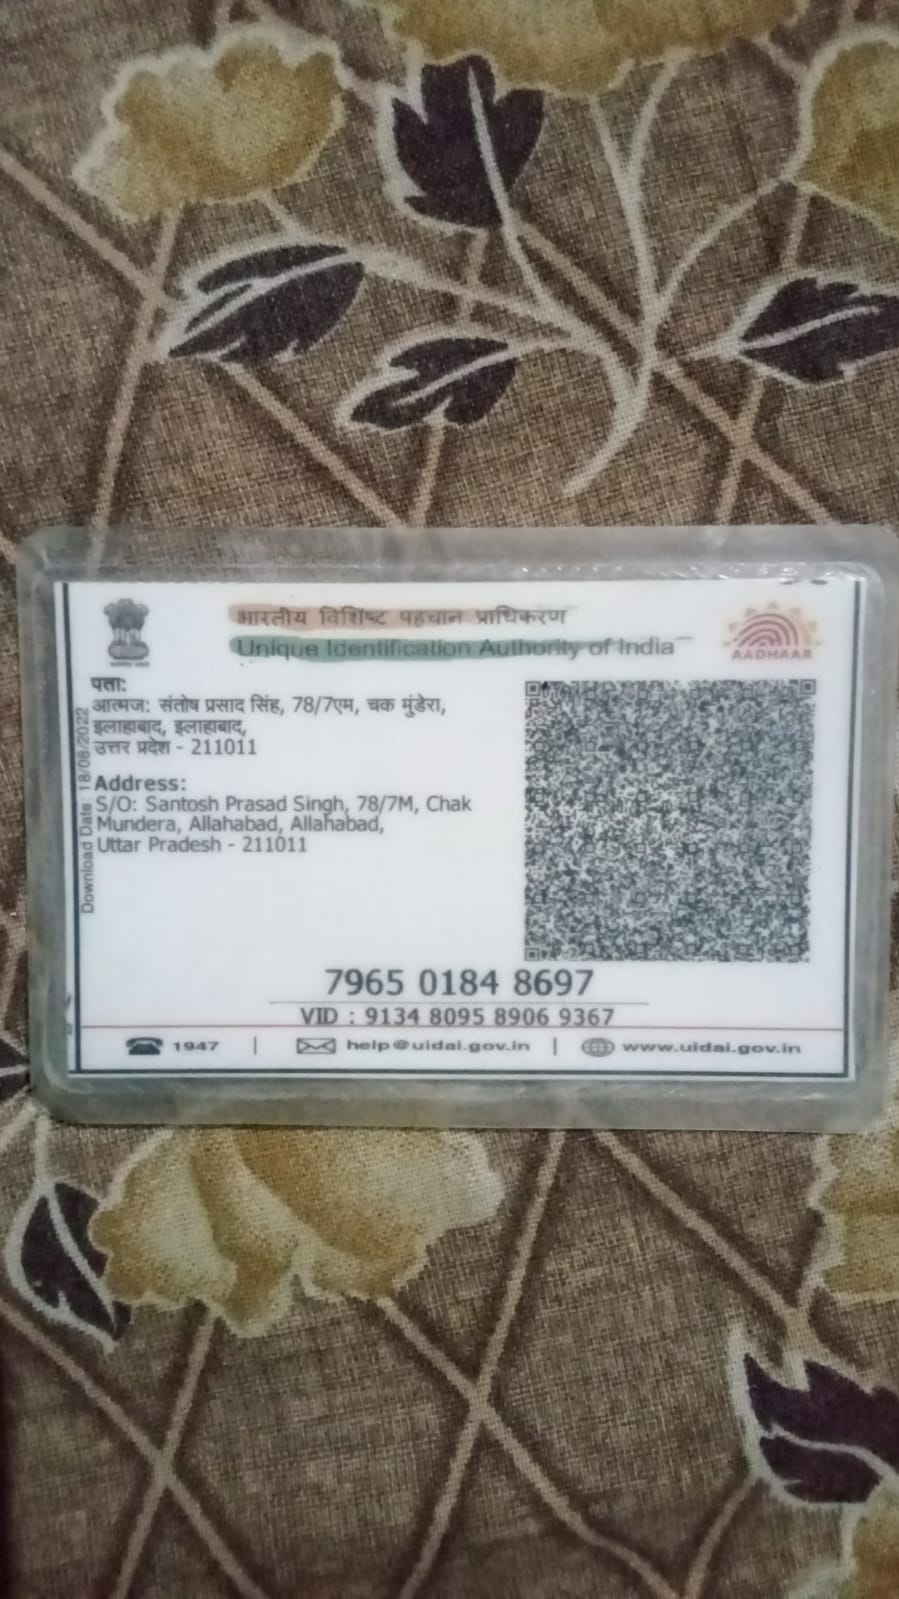 भारतीय विशिष्ट पहचान प्राधिकरण
Unique Identification Authority of India
AADHAAR
पता:
आत्मज: संतोष प्रसाद सिंह, 78/7एम, चक मुंडेरा,
इलाहाबाद, इलाहाबाद,
उत्तर प्रदेश - 211011
Address:
S/O: Santosh Prasad Singh, 78/7M, Chak
Mundera, Allahabad, Allahabad,
Uttar Pradesh - 211011
Download Date: 18/08/2022
7965 0184 8697
VID : 9134 8095 8906 9367
1947 | help@uidai.gov.in | www.uidai.gov.in